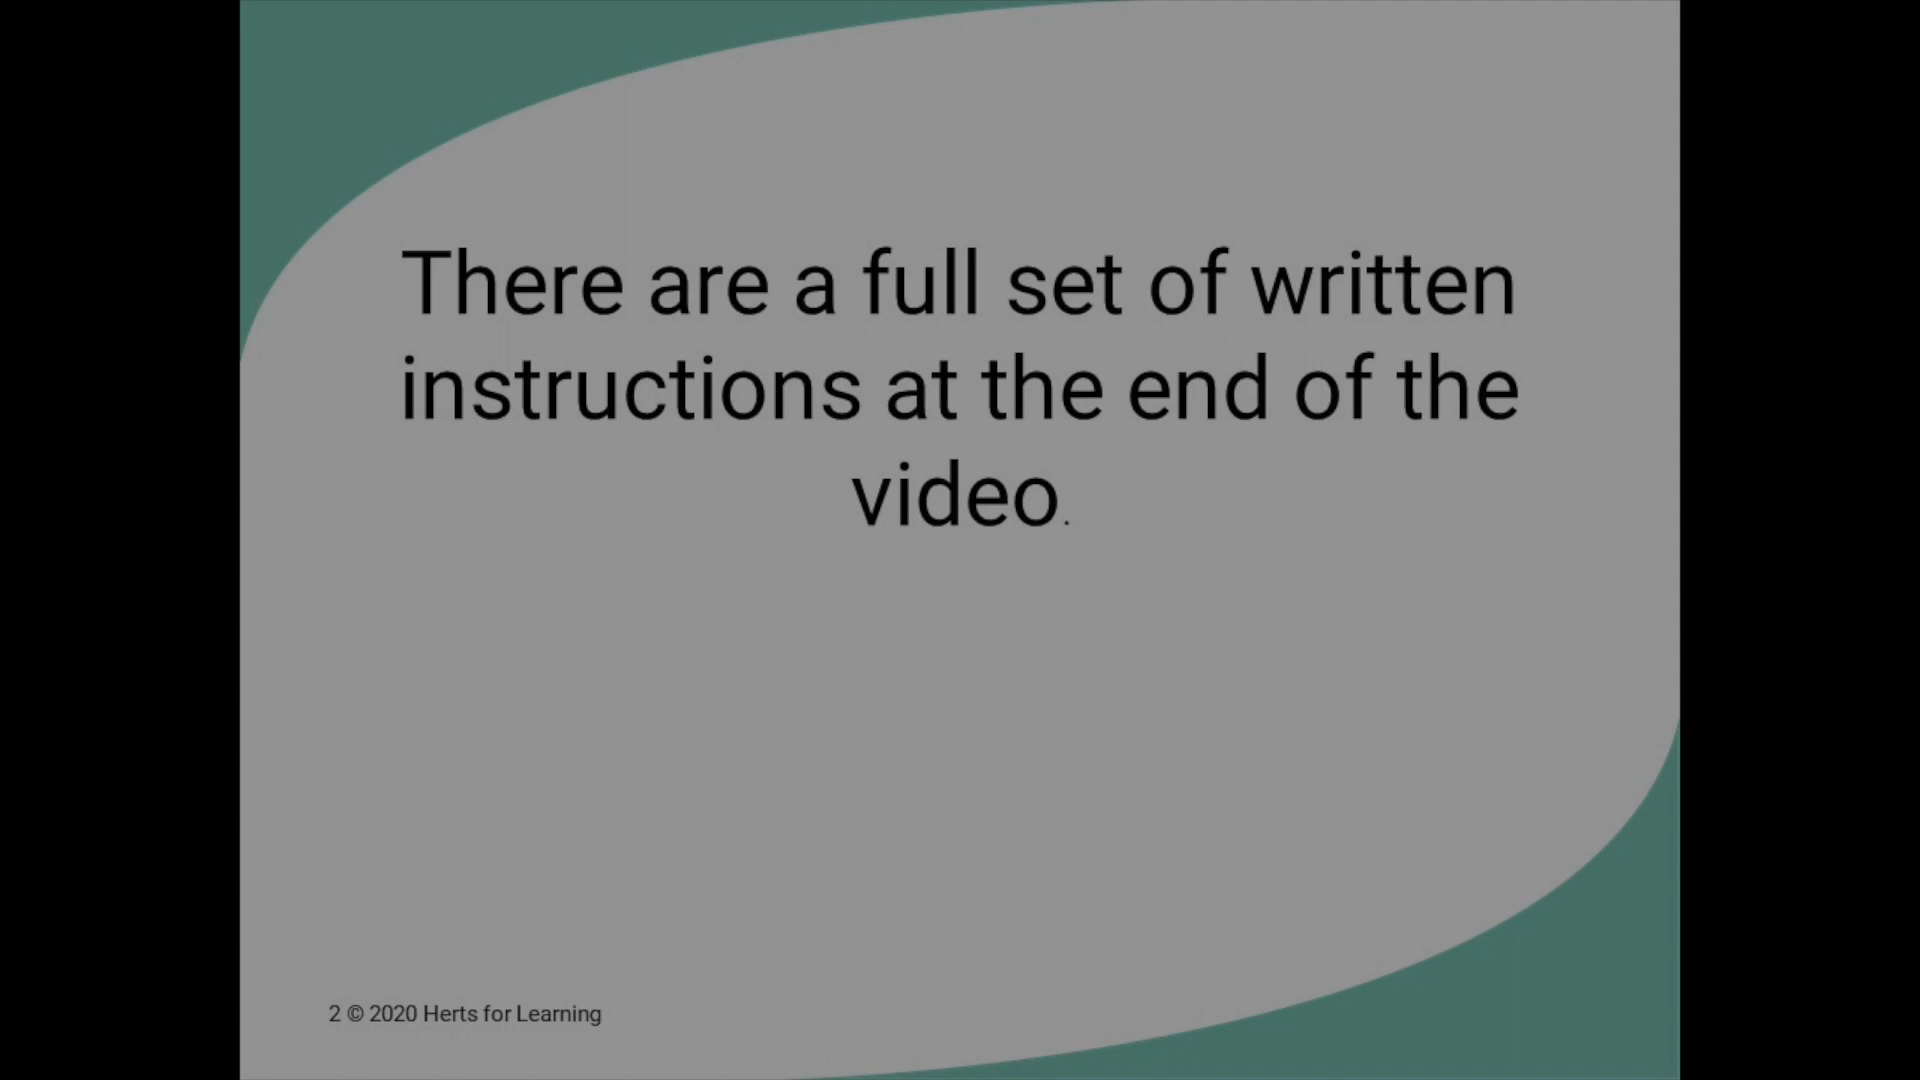 There are a full set of written
instructions at the end of the
video.
2 © 2020 Herts for Learning